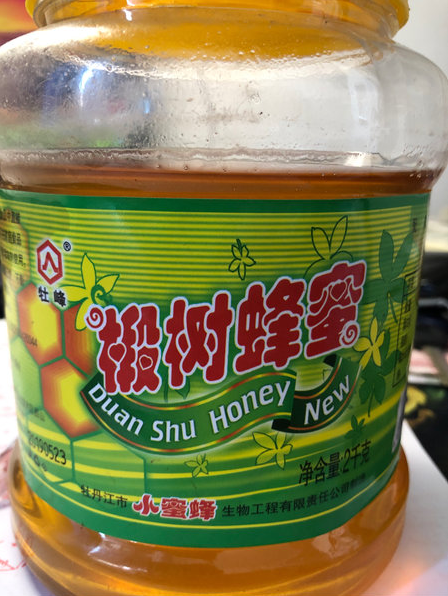 ®
牡峰
椴树蜂蜜
Duan Shu Honey New
20190523
净含量:2千克
牡丹江市 小蜜蜂 生物工程有限责任公司